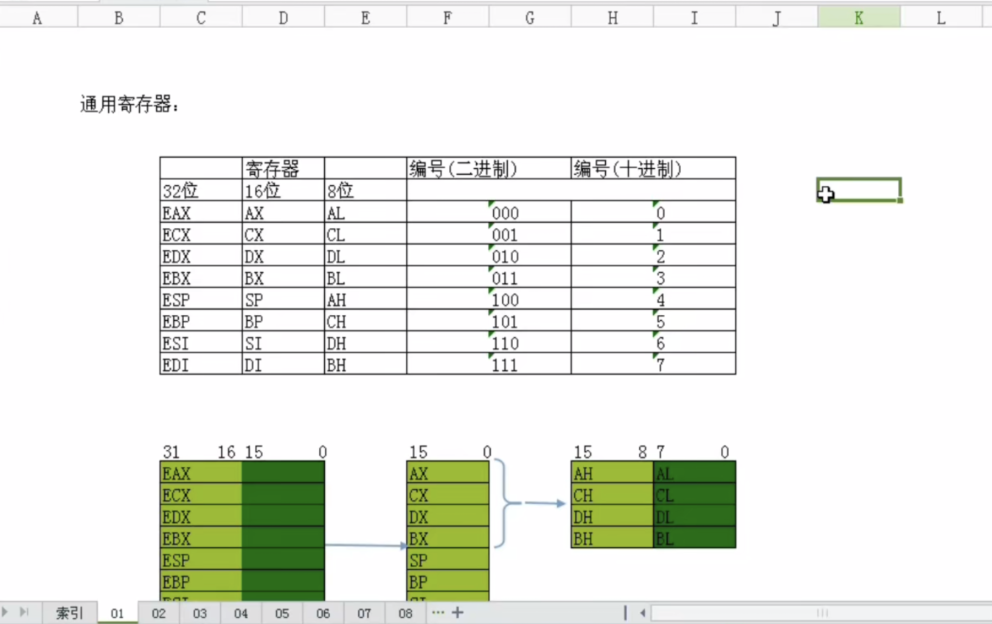 A B C D E F G H I J K L
通用寄存器：
寄存器 编号(二进制) 编号(十进制)
32位 16位 8位
EAX AX AL 000 0
ECX CX CL 001 1
EDX DX DL 010 2
EBX BX BL 011 3
ESP SP AH 100 4
EBP BP CH 101 5
ESI SI DH 110 6
EDI DI BH 111 7
31 16 15 0 15 0 15 8 7 0
EAX AX AH AL
ECX CX CH CL
EDX DX DH DL
EBX BX BH BL
ESP SP
EBP BP
索引 01 02 03 04 05 06 07 08 ··· +